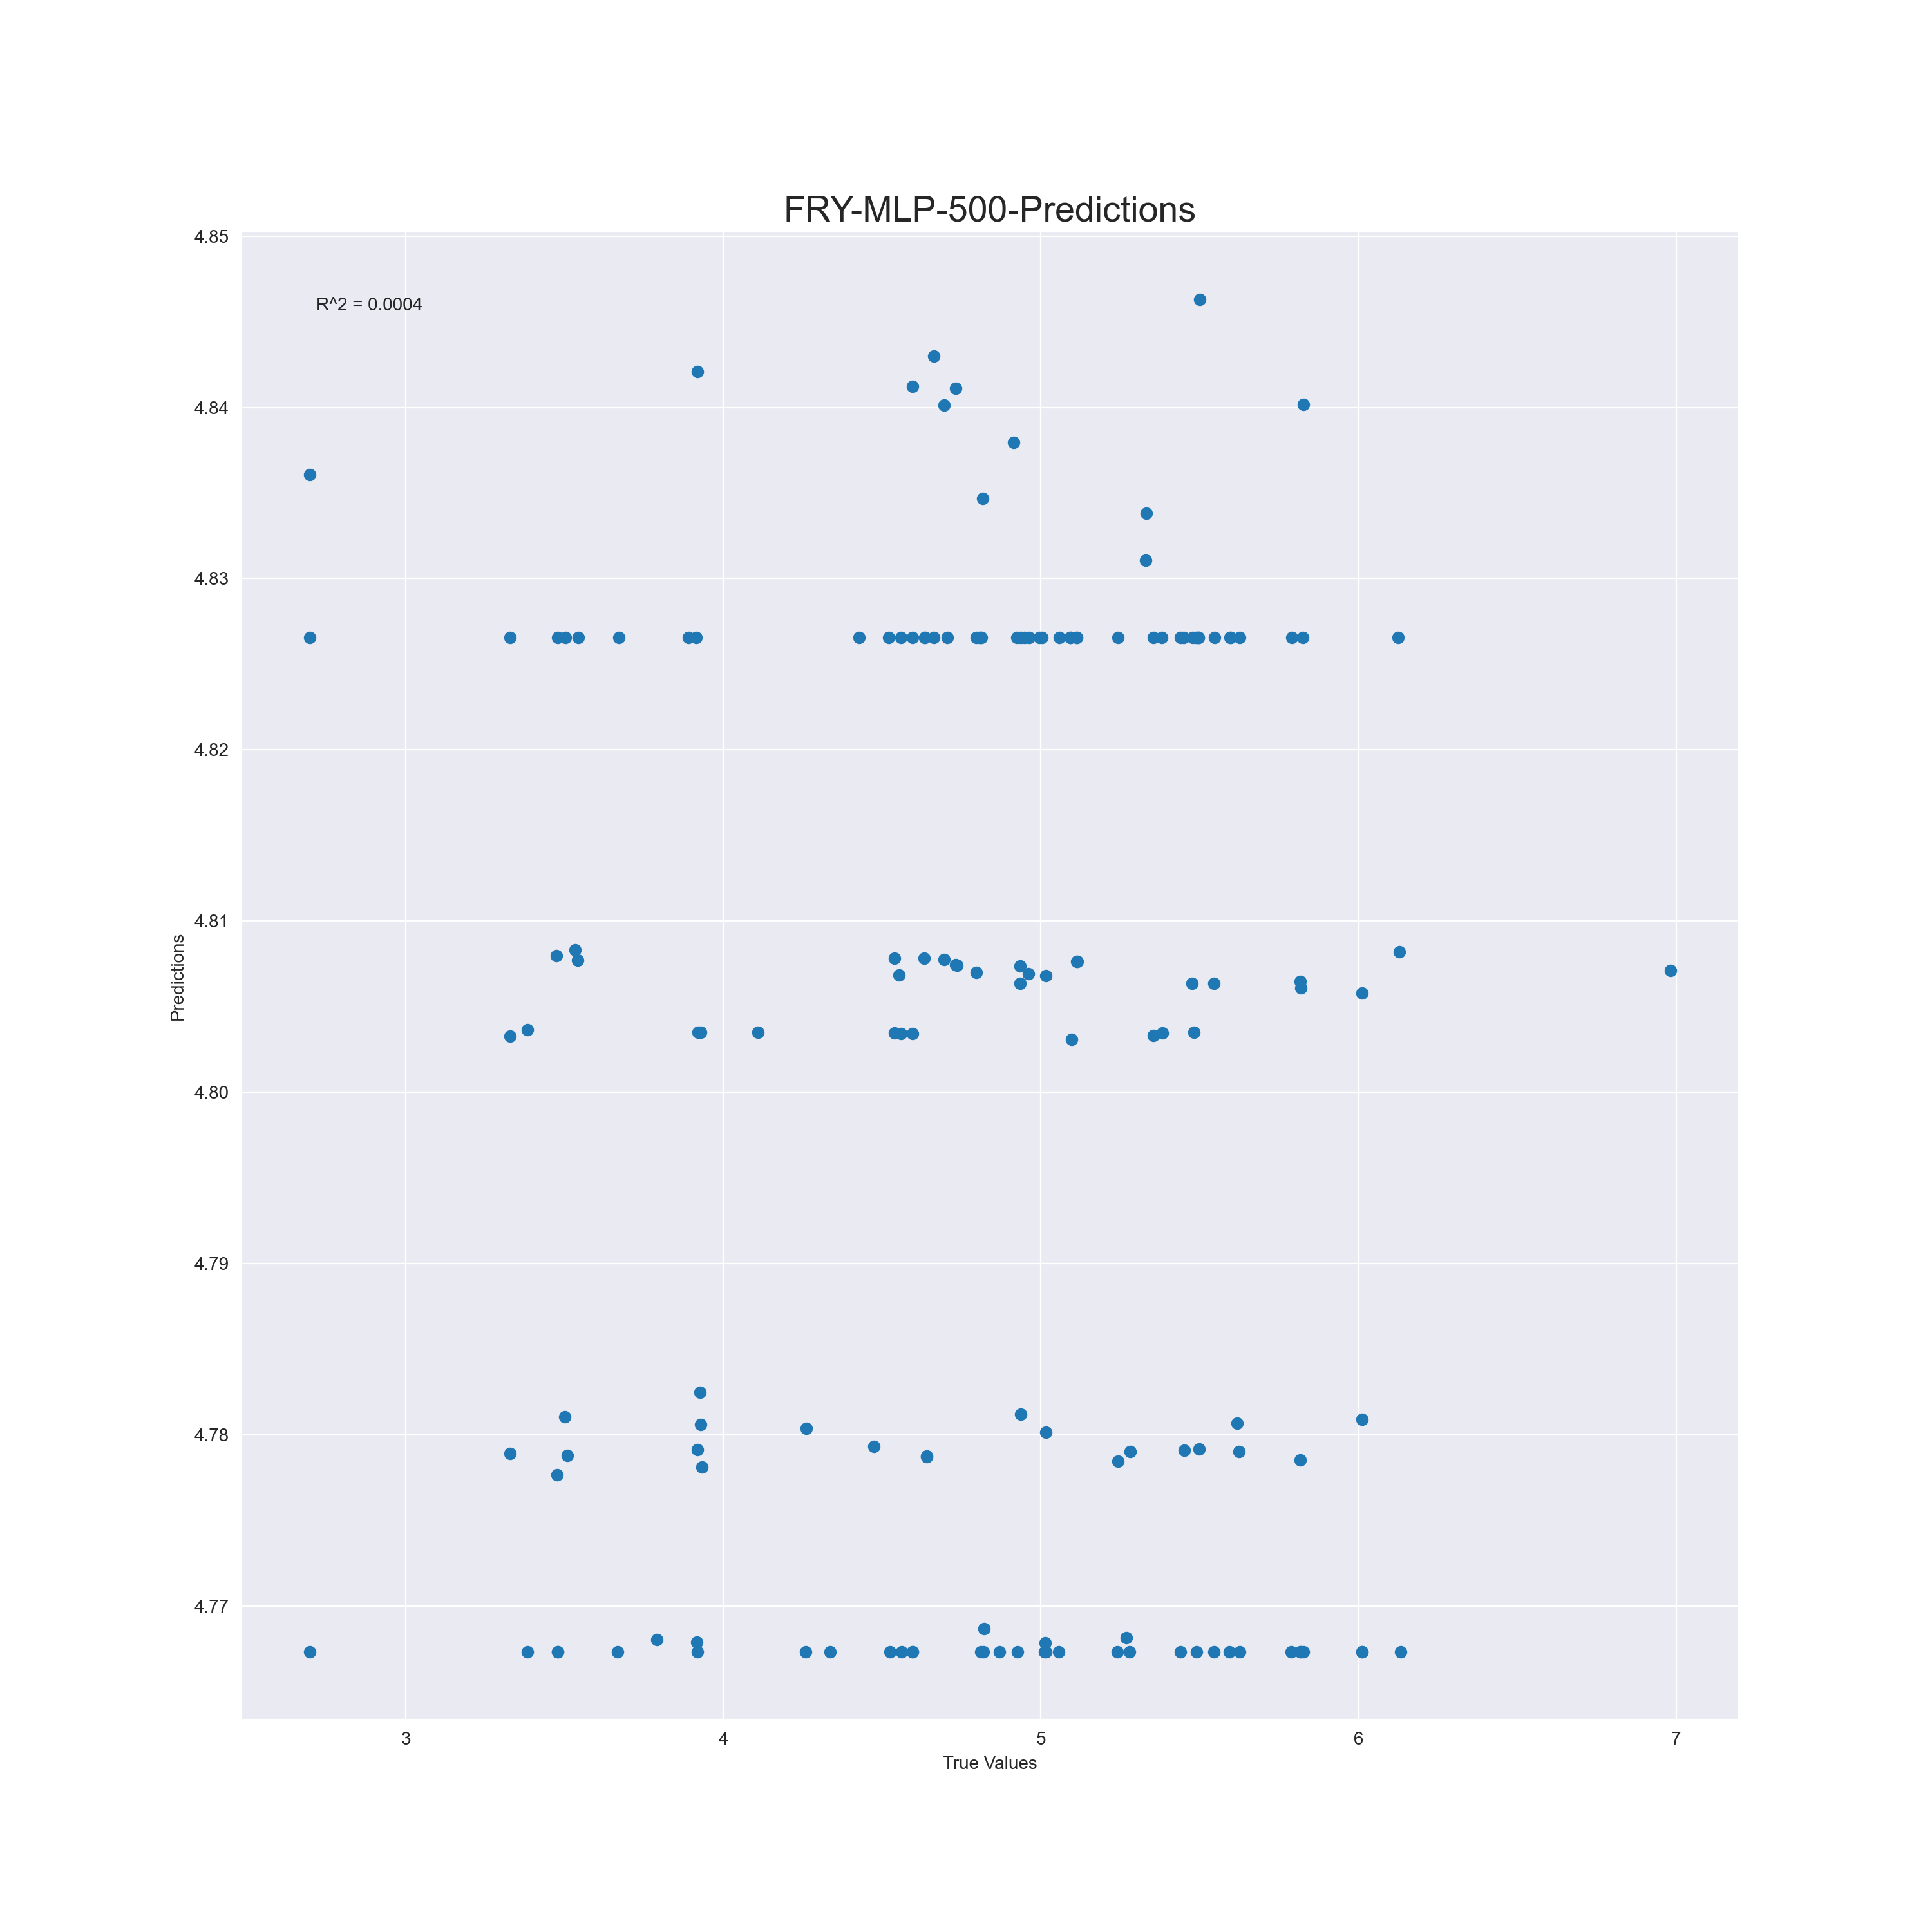 FRY-MLP-500-Predictions
4.85
R^2 = 0.0004
4.84
4.83
4.82
4.81
Predictions
4.80
4.79
4.78
4.77
3 4 5 6 7
True Values